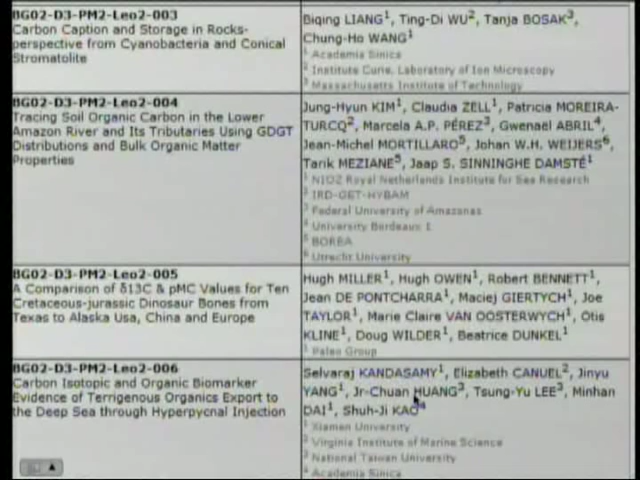 BG02-D3-PM2-Leo2-003
Carbon Caption and Storage in Rocks-
perspective from Cyanobacteria and Conical
Stromatolite
Biqing LIANG1, Ting-Di WU2, Tanja BOSAK3,
Chung-Ho WANG1
1 Academia Sinica
2 Institute Curie, Laboratory of Ion Microscopy
3 Massachusetts Institute of Technology
BG02-D3-PM2-Leo2-004
Tracing Soil Organic Carbon in the Lower
Amazon River and Its Tributaries Using GDGT
Distributions and Bulk Organic Matter
Properties
Jung-Hyun KIM1, Claudia ZELL1, Patricia MOREIRA-
TURCQ2, Marcela A.P. PÉREZ3, Gwenaël ABRIL4,
Jean-Michel MORTILLARO5, Johan W.H. WEIJERS6,
Tarik MEZIANE5, Jaap S. SINNINGHE DAMSTÉ1
1 NIOZ Royal Netherlands Institute for Sea Research
2 IRD-GET-HYBAM
3 Federal University of Amazonas
4 University Bordeaux 1
5 BOREA
6 Utrecht University
BG02-D3-PM2-Leo2-005
A Comparison of δ13C & pMC Values for Ten
Cretaceous-jurassic Dinosaur Bones from
Texas to Alaska Usa, China and Europe
Hugh MILLER1, Hugh OWEN1, Robert BENNETT1,
Jean DE PONTCHARRA1, Maciej GIERTYCH1, Joe
TAYLOR1, Marie Claire VAN OOSTERWYCH1, Otis
KLINE1, Doug WILDER1, Beatrice DUNKEL1
1 Paleo Group
BG02-D3-PM2-Leo2-006
Carbon Isotopic and Organic Biomarker
Evidence of Terrigenous Organics Export to
the Deep Sea through Hyperpycnal Injection
Selvaraj KANDASAMY1, Elizabeth CANUEL2, Jinyu
YANG1, Jr-Chuan HUANG3, Tsung-Yu LEE3, Minhan
DAI1, Shuh-Ji KAO4
1 Xiamen University
2 Virginia Institute of Marine Science
3 National Taiwan University
4 Academia Sinica